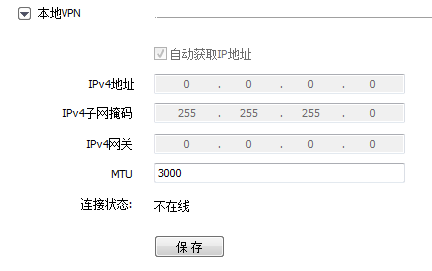 本地VPN
自动获取IP地址
IPv4地址 0 . 0 . 0 . 0
IPv4子网掩码 255 . 255 . 255 . 0
IPv4网关 0 . 0 . 0 . 0
MTU 3000
连接状态: 不在线
保存